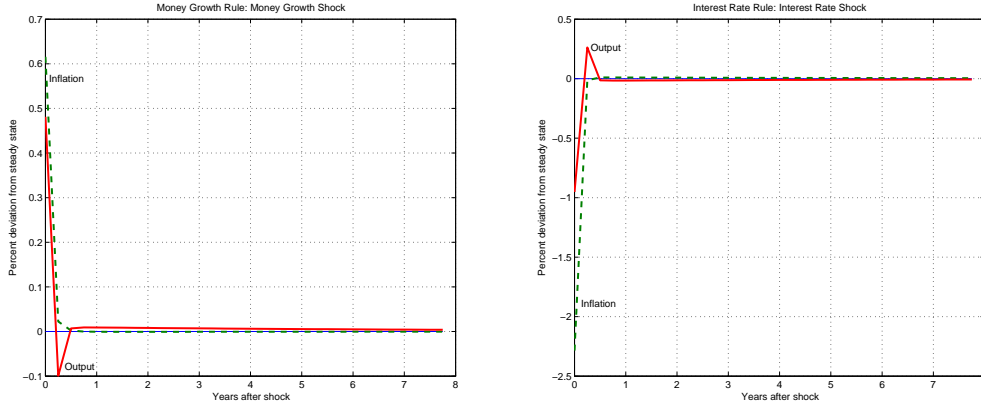 Money Growth Rule: Money Growth Shock
0.7
0.6
0.5
0.4
0.3
0.2
0.1
0
−0.1
Percent deviation from steady state
Inflation
Output
0 1 2 3 4 5 6 7 8
Years after shock
Interest Rate Rule: Interest Rate Shock
0.5
0
−0.5
−1
−1.5
−2
−2.5
Percent deviation from steady state
Output
Inflation
0 1 2 3 4 5 6 7
Years after shock